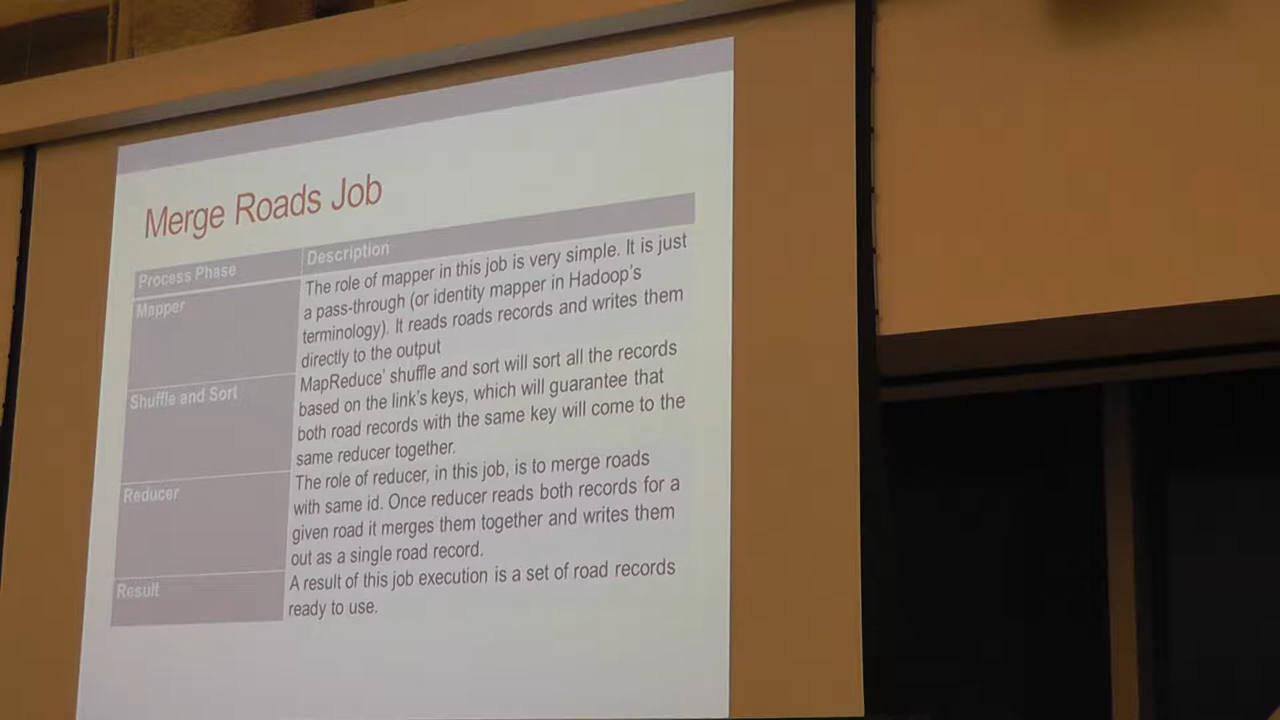 Merge Roads Job
Process Phase
Description
Mapper
The role of mapper in this job is very simple. It is just
a pass-through (or identity mapper in Hadoop's
terminology). It reads roads records and writes them
directly to the output
Shuffle and Sort
MapReduce' shuffle and sort will sort all the records
based on the link's keys, which will guarantee that
both road records with the same key will come to the
same reducer together.
Reducer
The role of reducer, in this job, is to merge roads
with same id. Once reducer reads both records for a
given road it merges them together and writes them
out as a single road record.
Result
A result of this job execution is a set of road records
ready to use.